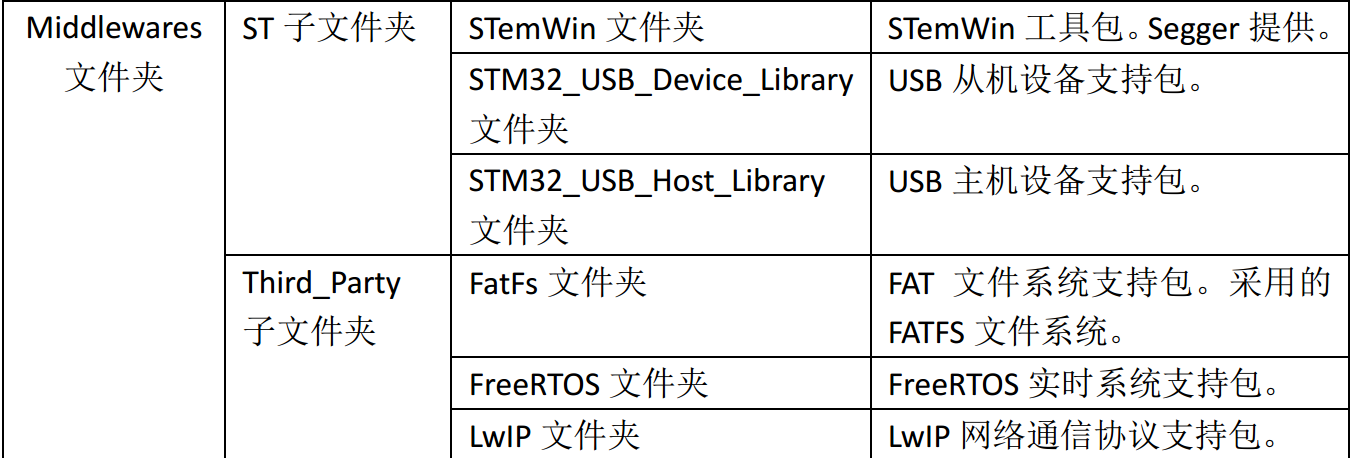 Middlewares
文件夹
ST 子文件夹
STemWin 文件夹
STemWin 工具包。Segger 提供。
STM32_USB_Device_Library
文件夹
USB 从机设备支持包。
STM32_USB_Host_Library
文件夹
USB 主机设备支持包。
Third_Party
子文件夹
FatFs 文件夹
FAT 文件系统支持包。采用的
FATFS 文件系统。
FreeRTOS 文件夹
FreeRTOS 实时系统支持包。
LwIP 文件夹
LwIP 网络通信协议支持包。